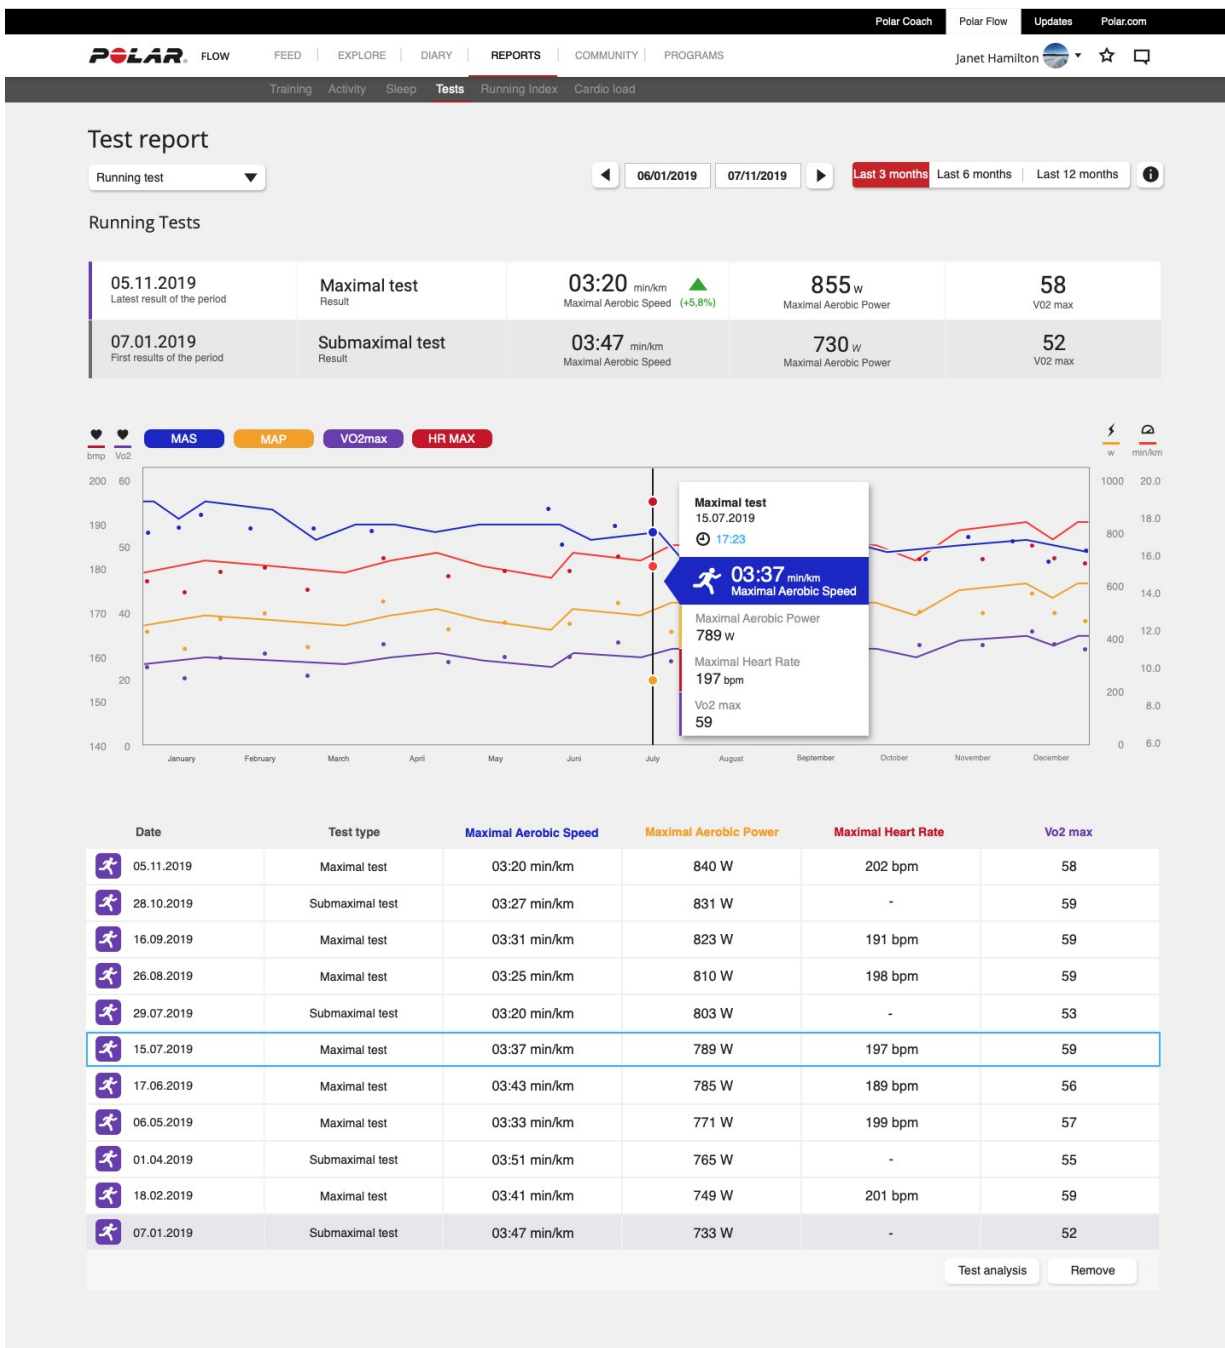 Polar Coach Polar Flow Updates Polar.com
POLAR. FLOW FEED EXPLORE DIARY REPORTS COMMUNITY PROGRAMS Janet Hamilton
Training Activity Sleep Tests Running Index Cardio load
Test report
Running test 06/01/2019 07/11/2019 Last 3 months Last 6 months Last 12 months
Running Tests
05.11.2019 Maximal test 03:20 min/km 855 w 58
Latest result of the period Result Maximal Aerobic Speed (+5,8%) Maximal Aerobic Power V02 max
07.01.2019 Submaximal test 03:47 min/km 730 w 52
First results of the period Result Maximal Aerobic Speed Maximal Aerobic Power V02 max
MAS MAP VO2max HR MAX
bmp Vo2 w min/km
200 60 1000 20.0
Maximal test
15.07.2019
190 18.0
800
17:23
50
16.0
180
03:37 min/km
Maximal Aerobic Speed
600
14.0
170 40
Maximal Aerobic Power
789 w
12.0
400
160
Maximal Heart Rate
197 bpm
10.0
20
200
150
Vo2 max
8.0
59
140 0 0 6.0
January February March April May Juni July August September October November December
Date Test type Maximal Aerobic Speed Maximal Aerobic Power Maximal Heart Rate Vo2 max
05.11.2019 Maximal test 03:20 min/km 840 W 202 bpm 58
28.10.2019 Submaximal test 03:27 min/km 831 W - 59
16.09.2019 Maximal test 03:31 min/km 823 W 191 bpm 59
26.08.2019 Maximal test 03:25 min/km 810 W 198 bpm 59
29.07.2019 Submaximal test 03:20 min/km 803 W - 53
15.07.2019 Maximal test 03:37 min/km 789 W 197 bpm 59
17.06.2019 Maximal test 03:43 min/km 785 W 189 bpm 56
06.05.2019 Maximal test 03:33 min/km 771 W 199 bpm 57
01.04.2019 Submaximal test 03:51 min/km 765 W - 55
18.02.2019 Maximal test 03:41 min/km 749 W 201 bpm 59
07.01.2019 Submaximal test 03:47 min/km 733 W - 52
Test analysis Remove